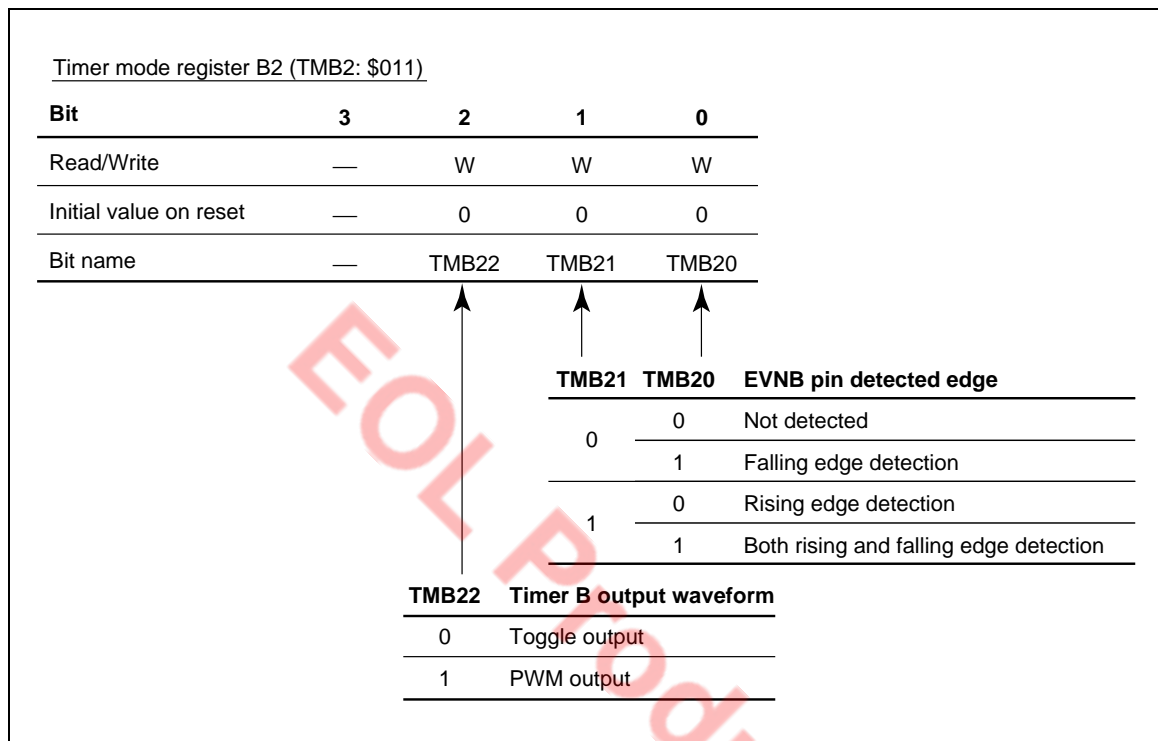 Timer mode register B2 (TMB2: $011)
Bit 3 2 1 0
Read/Write — W W W
Initial value on reset — 0 0 0
Bit name — TMB22 TMB21 TMB20
TMB21 TMB20 EVNB pin detected edge
0 0 Not detected
1 Falling edge detection
1 0 Rising edge detection
1 Both rising and falling edge detection
TMB22 Timer B output waveform
0 Toggle output
1 PWM output
EOL Prod